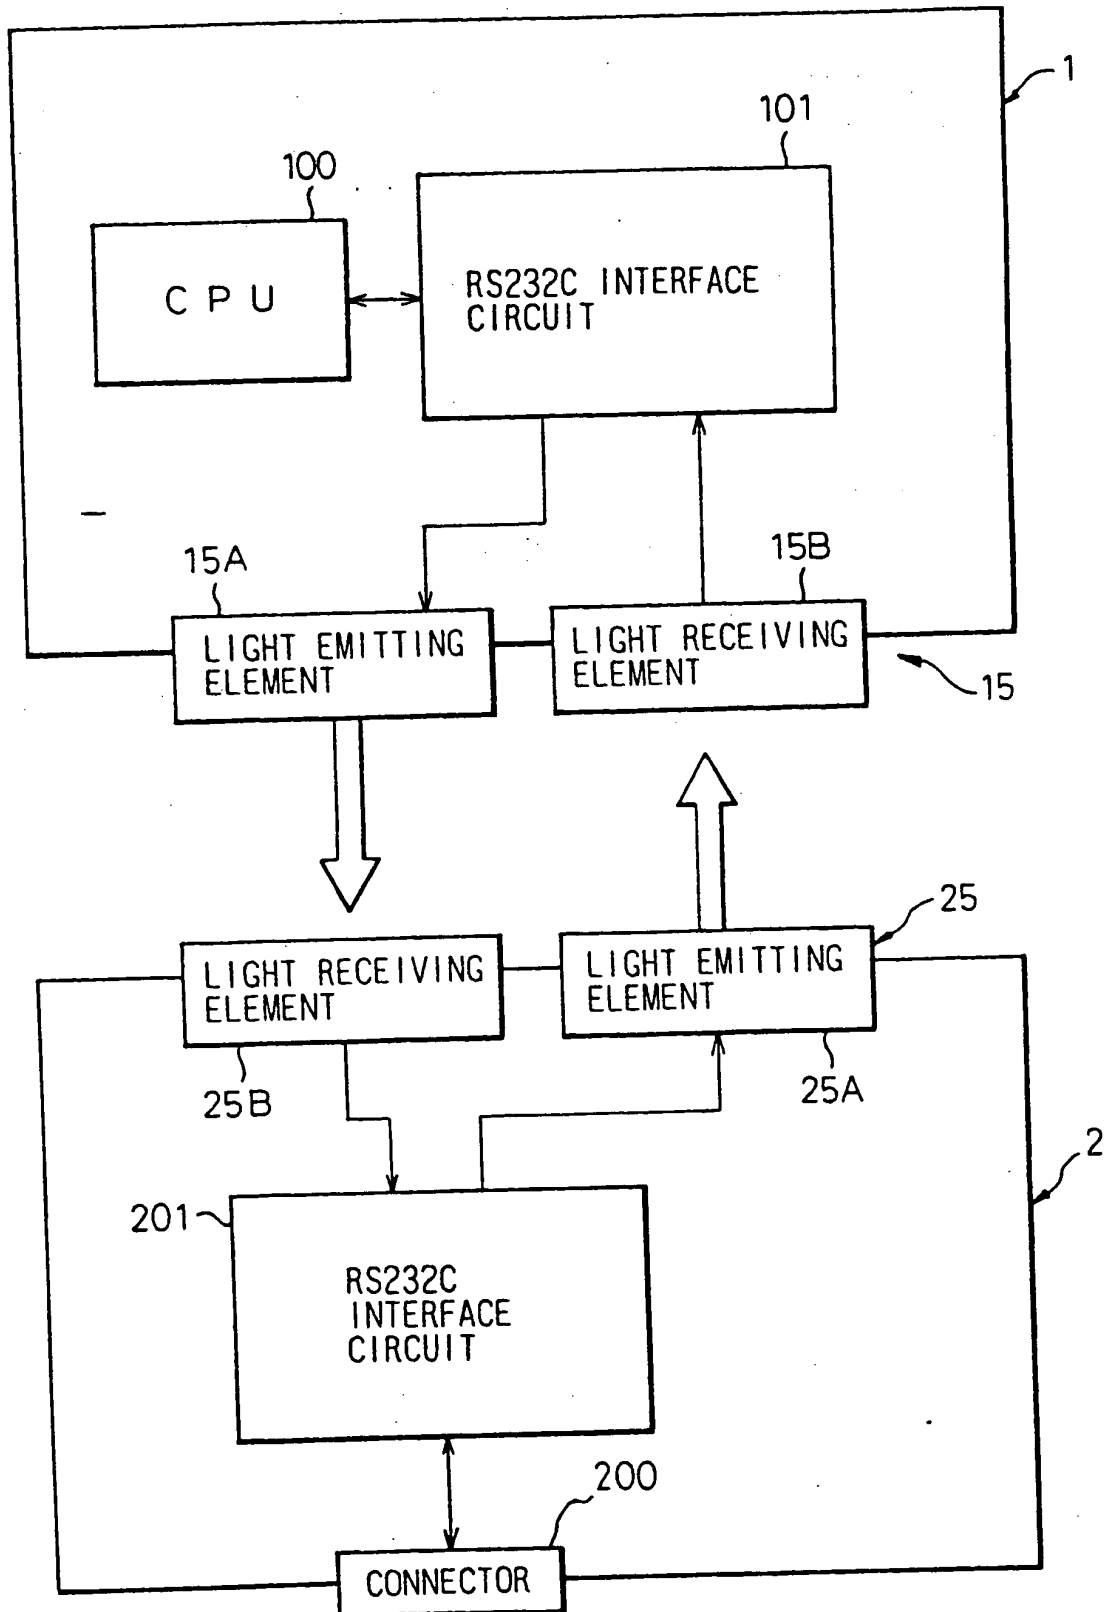 1
101
100
CPU
RS232C INTERFACE
CIRCUIT
15A
15B
LIGHT EMITTING
ELEMENT
LIGHT RECEIVING
ELEMENT
15
25
LIGHT RECEIVING
ELEMENT
LIGHT EMITTING
ELEMENT
25B
25A
2
201
RS232C
INTERFACE
CIRCUIT
200
CONNECTOR